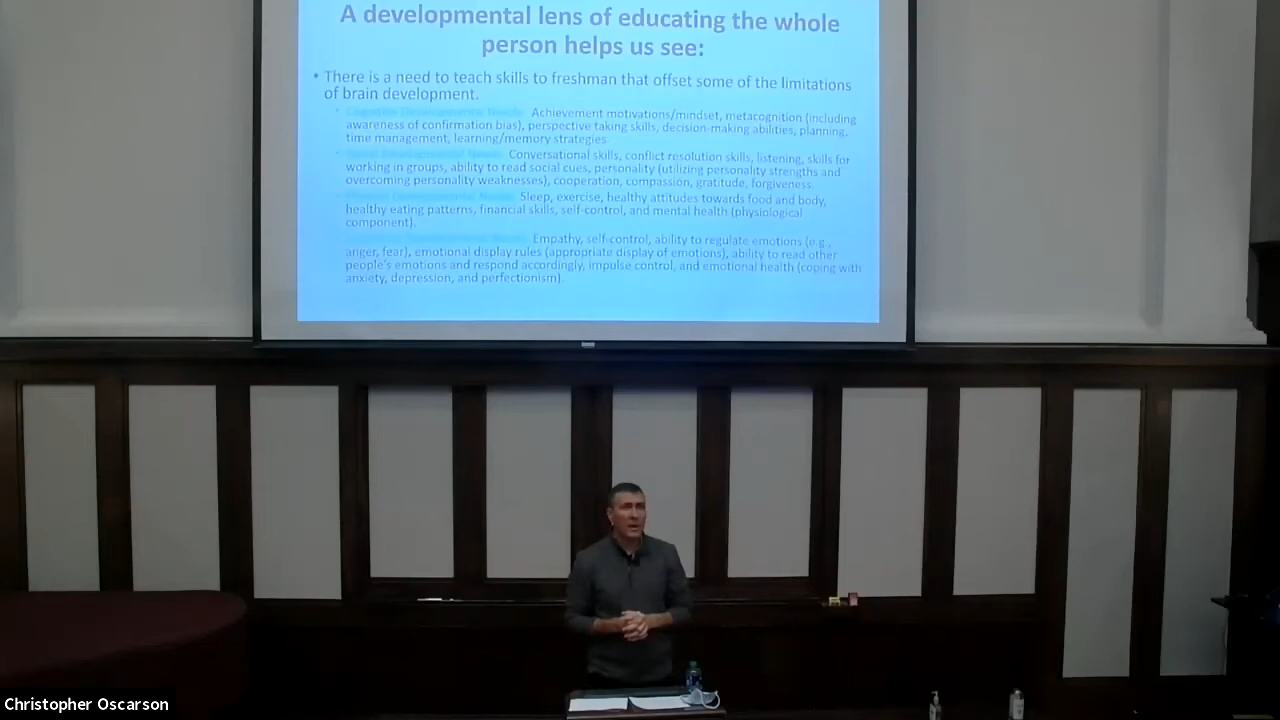 A developmental lens of educating the whole
person helps us see:
• There is a need to teach skills to freshman that offset some of the limitations
of brain development.
Achievement motivations/mindset, metacognition (including
awareness of confirmation bias), perspective taking skills, decision-making abilities, planning,
time management, learning/memory strategies
Conversational skills, conflict resolution skills, listening, skills for
working in groups, ability to read social cues, personality (utilizing personality strengths and
overcoming personality weaknesses), cooperation, compassion, gratitude, forgiveness.
Sleep, exercise, healthy attitudes towards food and body,
healthy eating patterns, financial skills, self-control, and mental health (physiological
component).
Empathy, self-control, ability to regulate emotions (e.g.,
anger, fear), emotional display rules (appropriate display of emotions), ability to read other
people's emotions and respond accordingly, impulse control, and emotional health (coping with
anxiety, depression, and perfectionism).
Christopher Oscarson